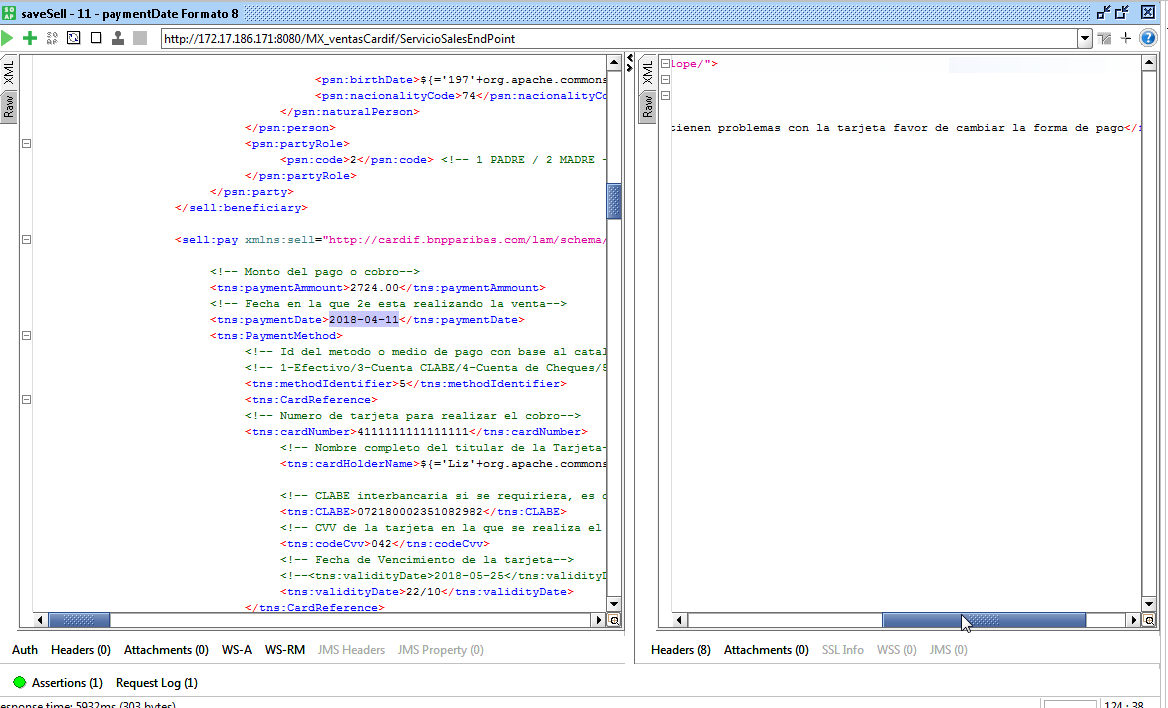 saveSell - 11 - paymentDate Formato 8
http://172.17.186.171:8080/MX_ventasCardif/ServicioSalesEndPoint
XML
Raw
<psn:birthDate>${='197'+org.apache.commons
<psn:nacionalityCode>74</psn:nacionalityCo
</psn:naturalPerson>
</psn:person>
<psn:partyRole>
<psn:code>2</psn:code> <!-- 1 PADRE / 2 MADRE -
</psn:partyRole>
</psn:party>
</sell:beneficiary>
<sell:pay xmlns:sell="http://cardif.bnpparibas.com/lam/schema/
<!-- Monto del pago o cobro-->
<tns:paymentAmmount>2724.00</tns:paymentAmmount>
<!-- Fecha en la que 2e esta realizando la venta-->
<tns:paymentDate>2018-04-11</tns:paymentDate>
<tns:PaymentMethod>
<!-- Id del metodo o medio de pago con base al catal
<!-- 1-Efectivo/3-Cuenta CLABE/4-Cuenta de Cheques/5
<tns:methodIdentifier>5</tns:methodIdentifier>
<tns:CardReference>
<!-- Numero de tarjeta para realizar el cobro-->
<tns:cardNumber>4111111111111111</tns:cardNumber>
<!-- Nombre completo del titular de la Tarjeta-
<tns:cardHolderName>${='Liz'+org.apache.commons
<!-- CLABE interbancaria si se requiriera, es o
<tns:CLABE>072180002351082982</tns:CLABE>
<!-- CVV de la tarjeta en la que se realiza el
<tns:codeCvv>042</tns:codeCvv>
<!-- Fecha de Vencimiento de la tarjeta-->
<!--<tns:validityDate>2018-05-25</tns:validityD
<tns:validityDate>22/10</tns:validityDate>
</tns:CardReference>
XML
Raw
lope/">
tienen problemas con la tarjeta favor de cambiar la forma de pago</f
Auth Headers (0) Attachments (0) WS-A WS-RM JMS Headers JMS Property (0)
Headers (8) Attachments (0) SSL Info WSS (0) JMS (0)
Assertions (1) Request Log (1)
esponse time: 5932ms (303 bytes)
124 : 38